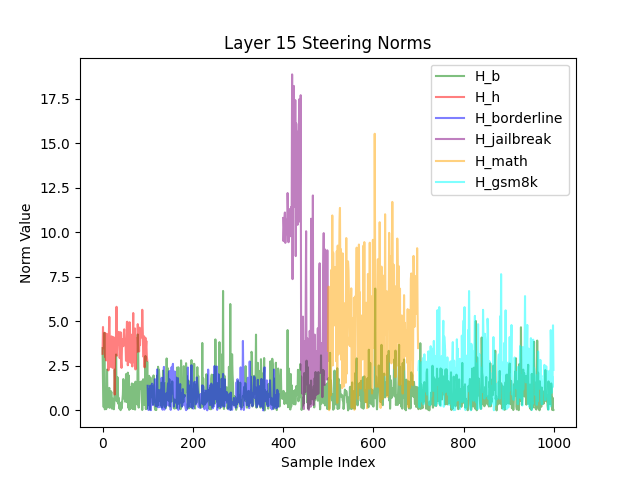 Layer 15 Steering Norms
Norm Value
17.5
15.0
12.5
10.0
7.5
5.0
2.5
0.0
H_b
H_h
H_borderline
H_jailbreak
H_math
H_gsm8k
0
200
400
600
800
1000
Sample Index